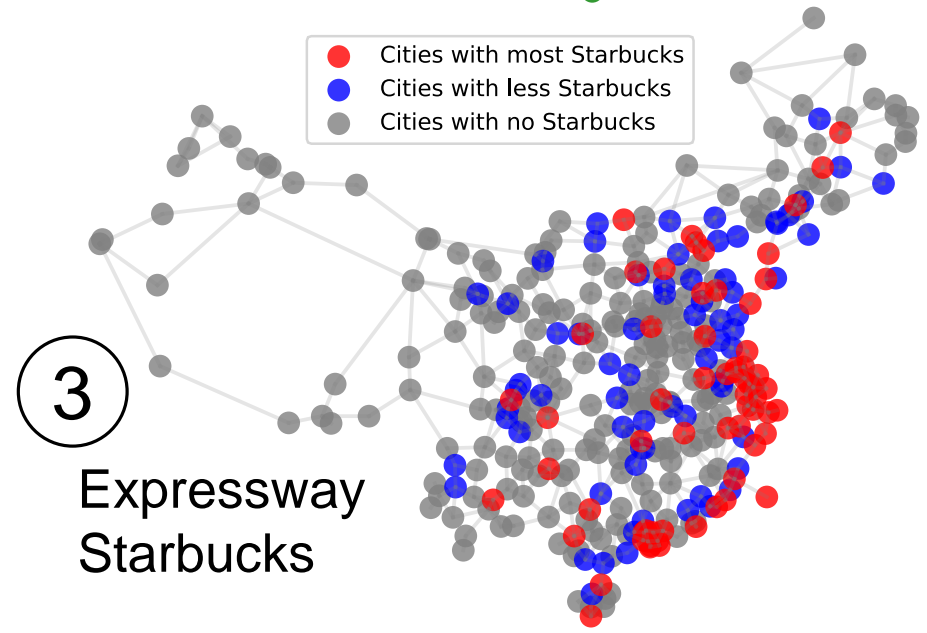 Cities with most Starbucks
Cities with less Starbucks
Cities with no Starbucks
3
Expressway
Starbucks